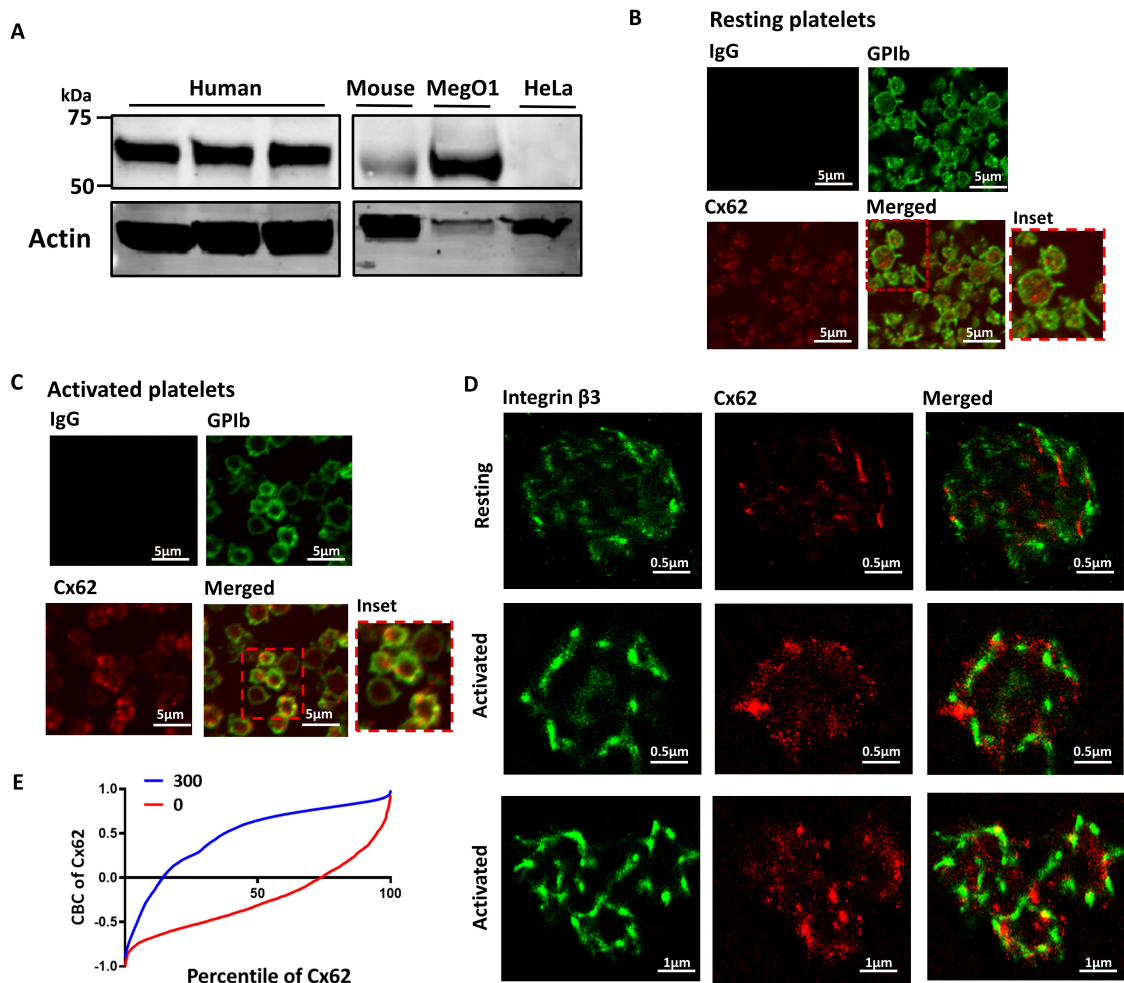 A
kDa
Human
Mouse
MegO1
HeLa
75
50
Actin
B
Resting platelets
IgG
GPIb
5µm
5µm
Cx62
Merged
Inset
5µm
5µm
C
Activated platelets
IgG
GPIb
5µm
5µm
Cx62
Merged
Inset
5µm
5µm
D
Integrin β3
Cx62
Merged
Resting
0.5µm
0.5µm
0.5µm
Activated
0.5µm
0.5µm
0.5µm
Activated
1µm
1µm
1µm
E
300
0
CBC of Cx62
1.0
0.5
0.0
-0.5
-1.0
50
100
Percentile of Cx62